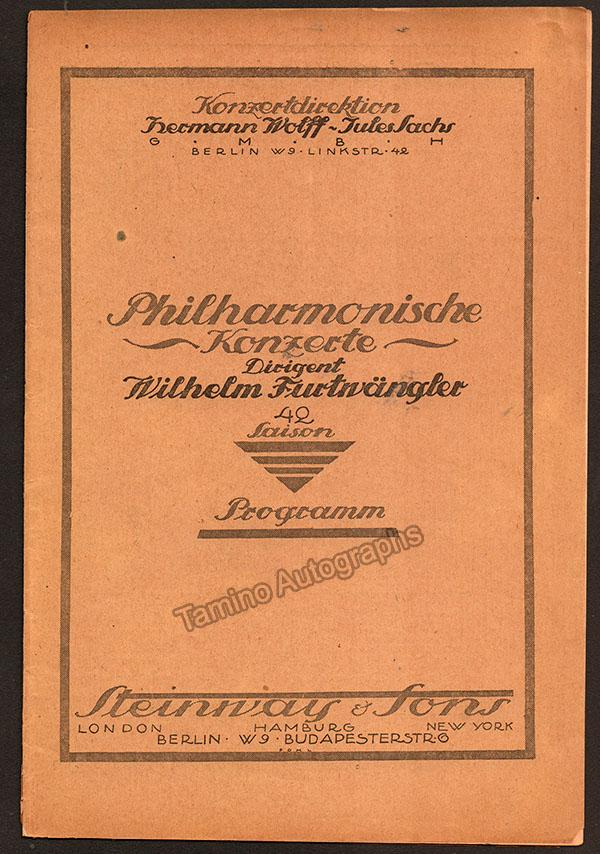 Konzertdirektion
Hermann Wolff ~ Jules Sachs
G · M · B · H
BERLIN W9 · LINKSTR · 42
Philharmonische
Konzerte
Dirigent
Wilhelm Furtwängler
42
Saison
Programm
Tamino Autographs
Steinway & Sons
LONDON HAMBURG NEW YORK
BERLIN · W9 · BUDAPESTERSTR · 6